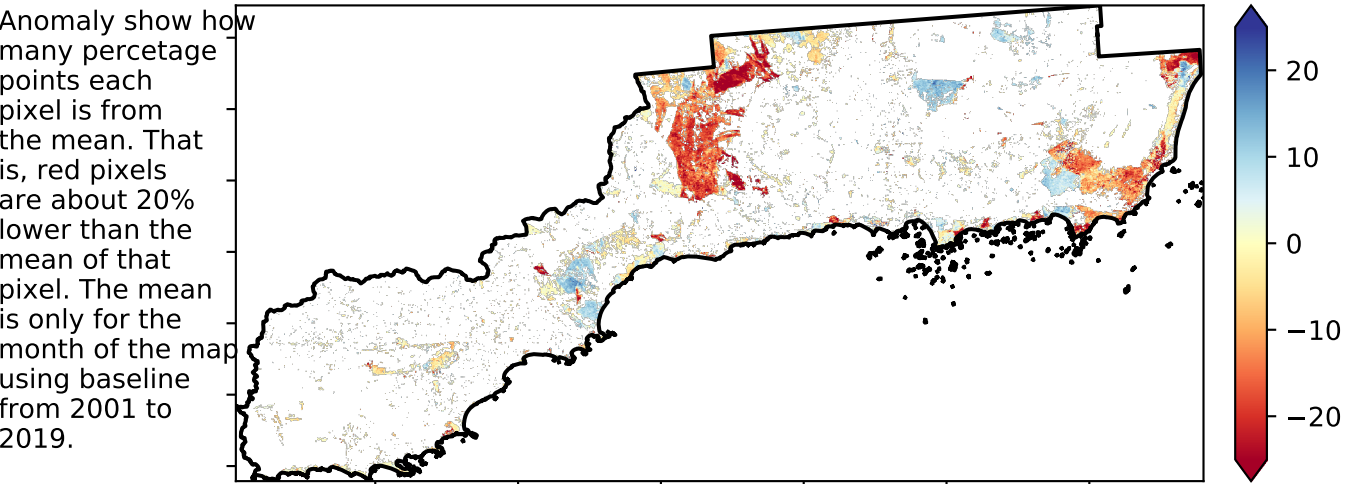 Anomaly show how
many percetage
points each
pixel is from
the mean. That
is, red pixels
are about 20%
lower than the
mean of that
pixel. The mean
is only for the
month of the map
using baseline
from 2001 to
2019.
20
10
0
−10
−20